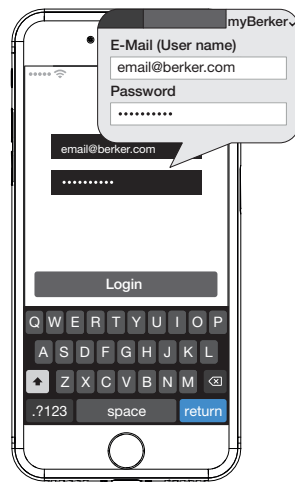 myBerker
E-Mail (User name)
email@berker.com
Password
••••••••••
email@berker.com
••••••••••
Login
Q W E R T Y U I O P
A S D F G H J K L
Z X C V B N M
.?123 space return